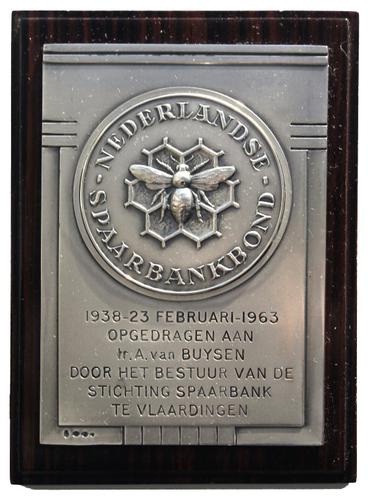 NEDERLANDSE
SPAARBANKBOND
1938-23 FEBRUARI-1963
OPGEDRAGEN AAN
Ir. A. van BUYSEN
DOOR HET BESTUUR VAN DE
STICHTING SPAARBANK
TE VLAARDINGEN